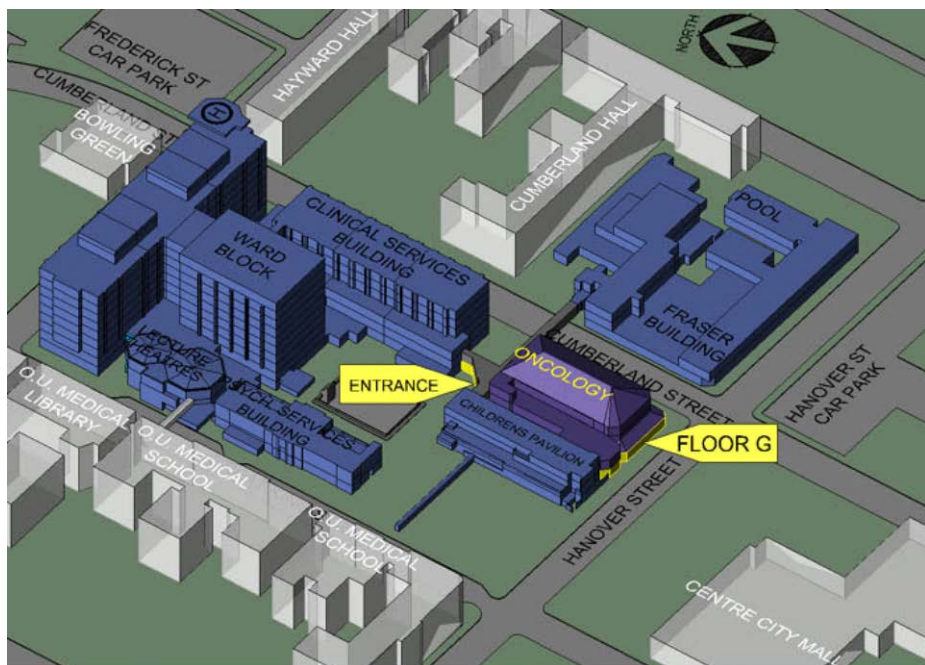 FREDERICK ST
CAR PARK
HAYWARD HALL
NORTH
CUMBERLAND ST
BOWLING
GREEN
H
CUMBERLAND HALL
CLINICAL SERVICES
BUILDING
WARD
BLOCK
POOL
FRASER
BUILDING
CUMBERLAND STREET
ONCOLOGY
HANOVER ST
CAR PARK
LECTURE
THEATRES
ENTRANCE
PSYCH SERVICES
BUILDING
CHILDRENS PAVILION
FLOOR G
O.U. MEDICAL
LIBRARY
O.U. MEDICAL
SCHOOL
O.U. MEDICAL
SCHOOL
HANOVER STREET
CENTRE CITY MALL